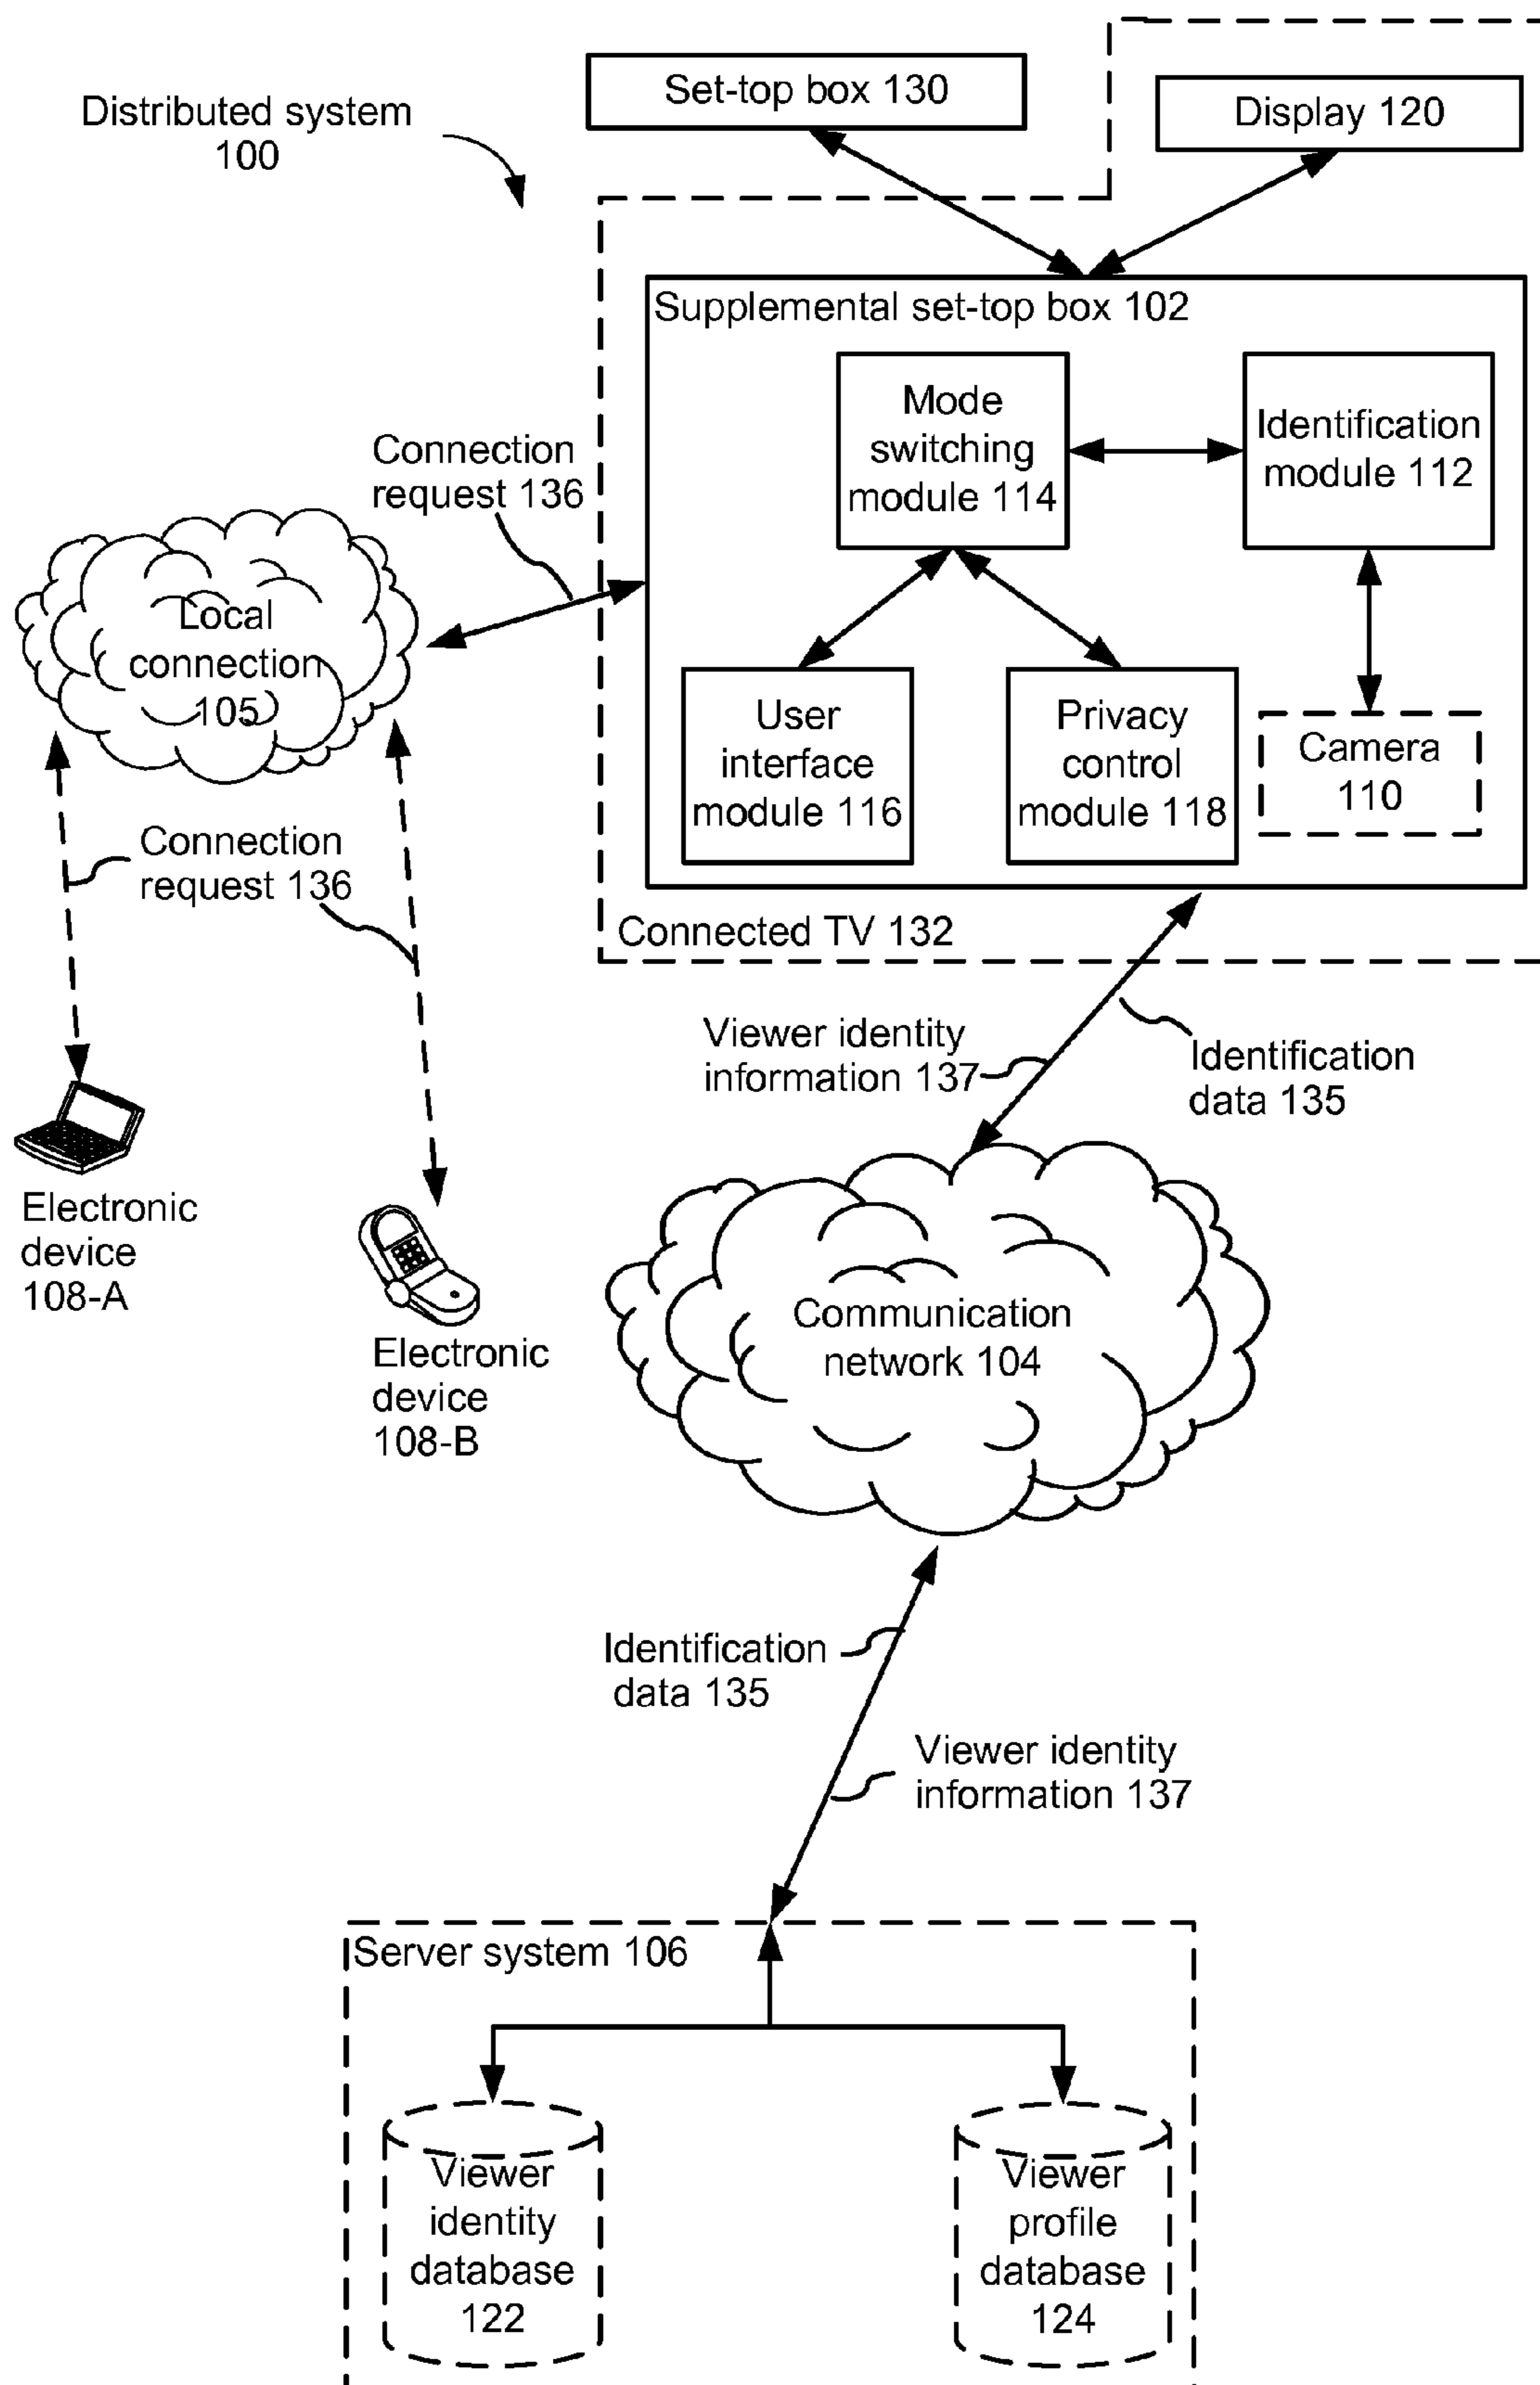 Distributed system
100
Set-top box 130
Display 120
Supplemental set-top box 102
Mode
switching
module 114
Identification
module 112
Connection
request 136
Local
connection
105
User
interface
module 116
Privacy
control
module 118
Camera
110
Connection
request 136
Connected TV 132
Viewer identity
information 137
Identification
data 135
Electronic
device
108-A
Electronic
device
108-B
Communication
network 104
Identification
data 135
Viewer identity
information 137
Server system 106
Viewer
identity
database
122
Viewer
profile
database
124